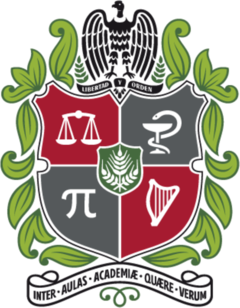 LIBERTAD Y ORDEN
π
INTER · AULAS · ACADEMIÆ · QUÆRE · VERUM